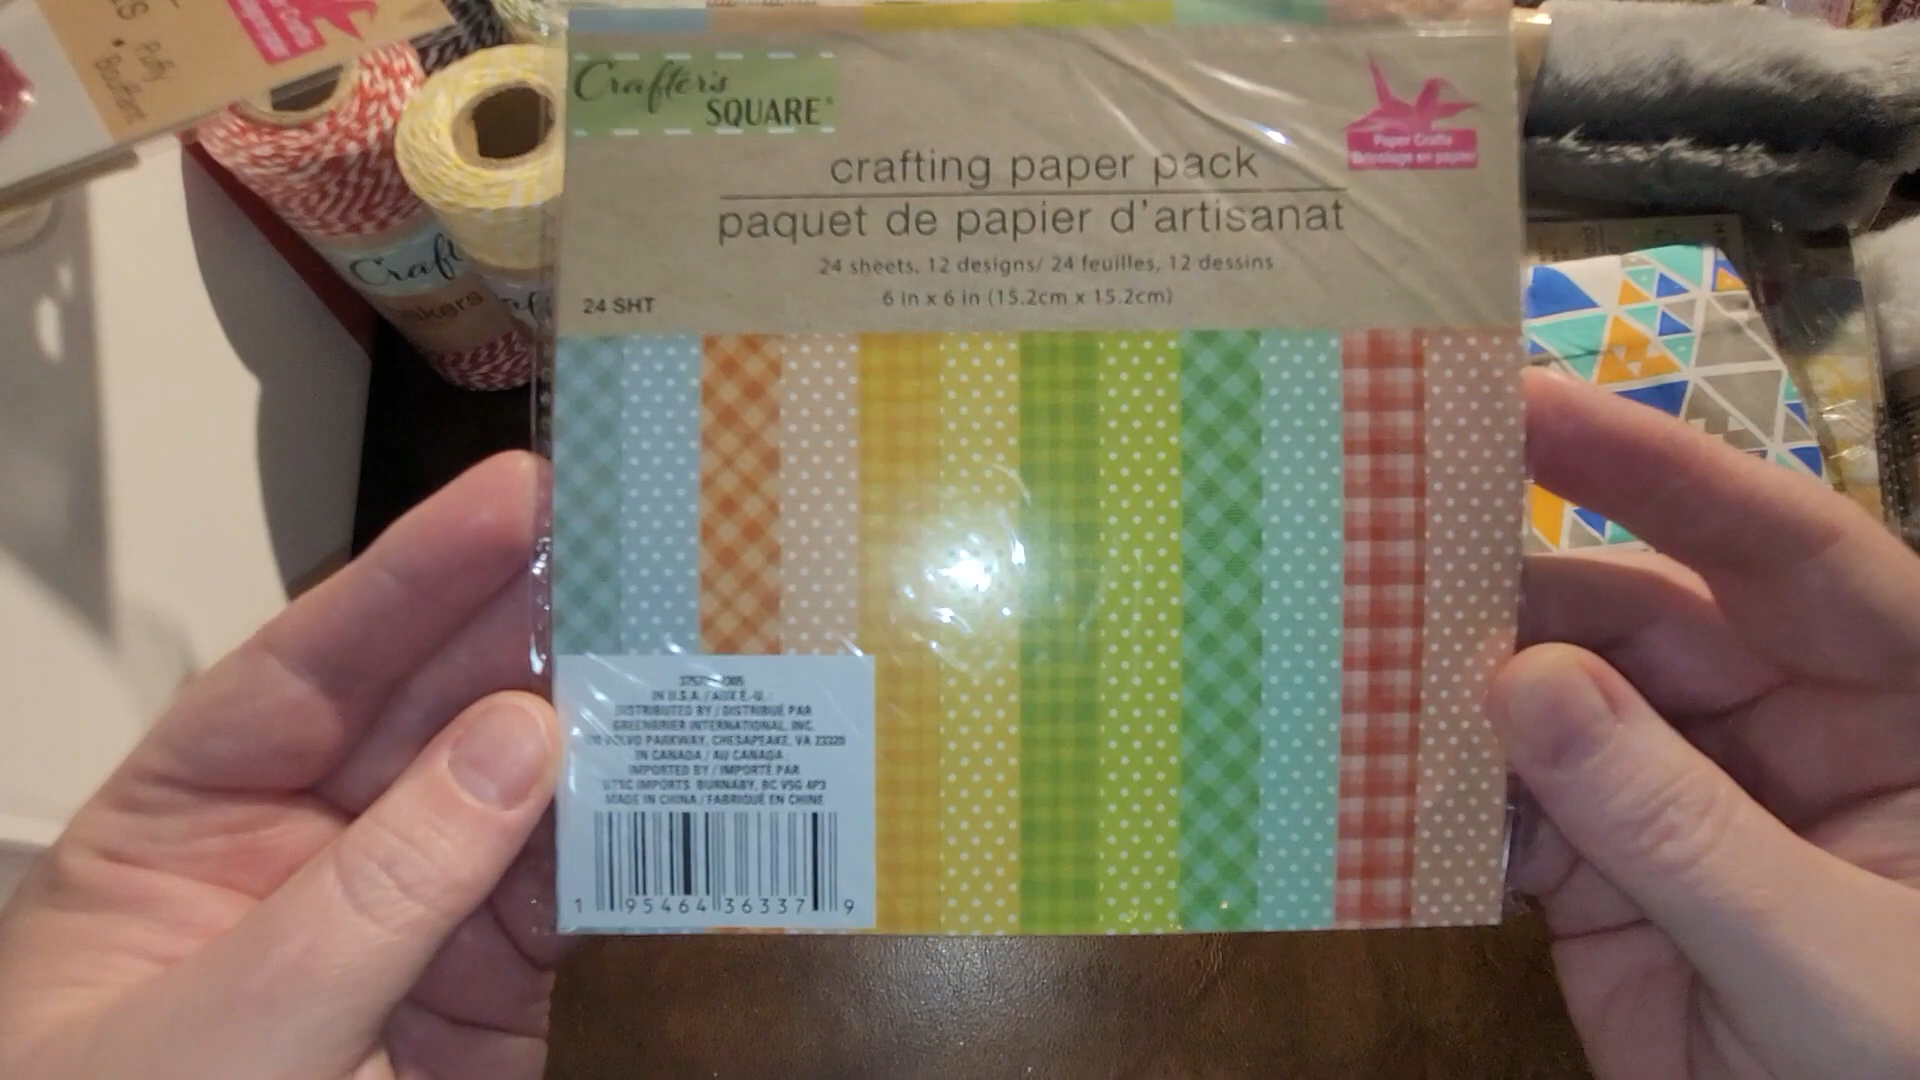 Crafter's
SQUARE®
crafting paper pack
paquet de papier d'artisanat
24 sheets, 12 designs/ 24 feuilles, 12 dessins
6 in x 6 in (15.2cm x 15.2cm)
24 SHT
Paper Crafts
Bricolage en papier
IN U.S.A. / AUX É.-U.:
DISTRIBUTED BY / DISTRIBUÉ PAR
GREENBRIER INTERNATIONAL, INC.
VOLVO PARKWAY, CHESAPEAKE, VA 23320
IN CANADA / AU CANADA:
IMPORTED BY / IMPORTÉ PAR
DTSC IMPORTS BURNABY, BC V5G 4P3
MADE IN CHINA / FABRIQUÉ EN CHINE
1 95464 36337 9
Puffy
Bouffant
Craft